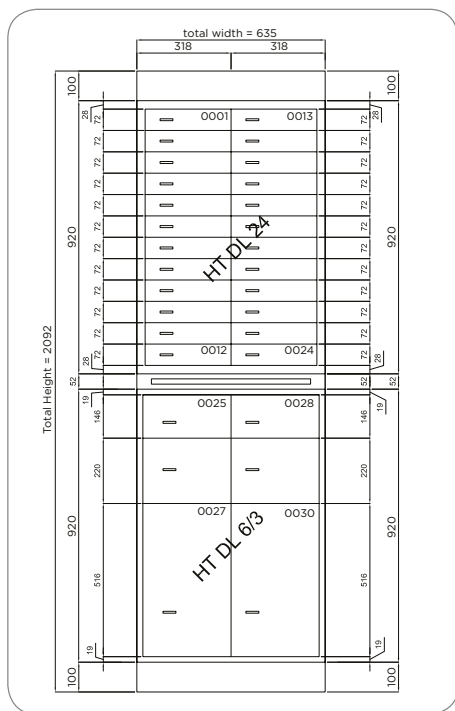 total width = 635
318 318
100 100
28 28
72 0001 0013 72
72 72
72 72
72 72
72 72
920 72 72 920
72 HT DL 24 72
72 72
72 72
72 72
72 72
72 0012 0024 72
28 28
Total Height = 2092
52 52 52
19 19
146 0025 0028 146
220 220
0027 0030
920 HT DL 6/3 920
516 516
19 19
100 100